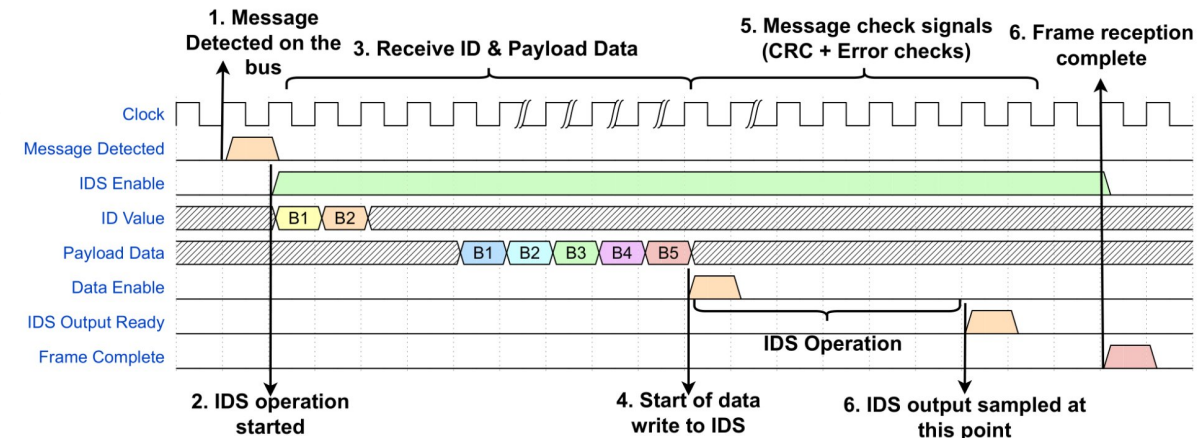 1. Message
Detected on the
bus
3. Receive ID & Payload Data
5. Message check signals
(CRC + Error checks)
6. Frame reception
complete
Clock
Message Detected
IDS Enable
ID Value
B1 B2
Payload Data
B1 B2 B3 B4 B5
Data Enable
IDS Output Ready
IDS Operation
Frame Complete
2. IDS operation
started
4. Start of data
write to IDS
6. IDS output sampled at
this point